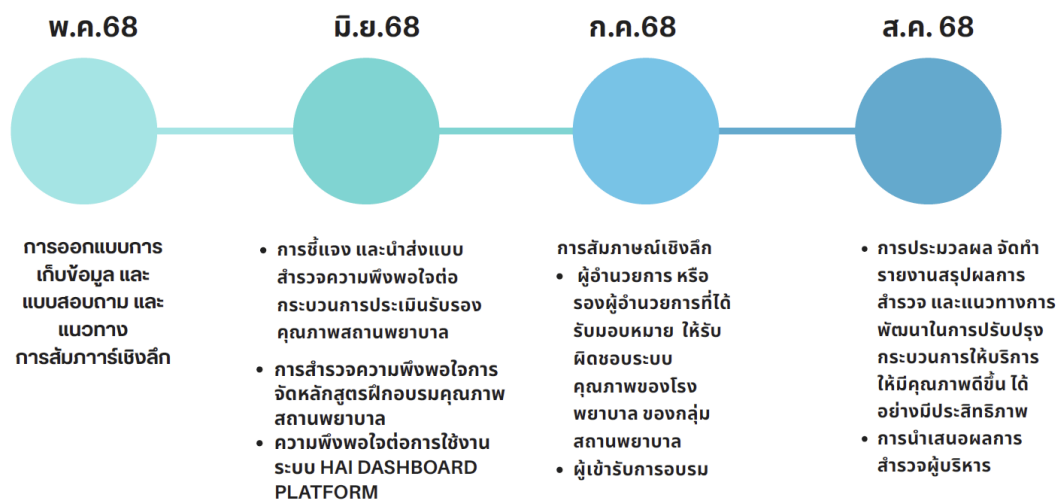 พ.ค.68
มิ.ย.68
ก.ค.68
ส.ค. 68
การออกแบบการ
เก็บข้อมูล และ
แบบสอบถาม และ
แนวทาง
การสัมภาาร์เชิงลึก
• การชี้แจง และนำส่งแบบ
สำรวจความพึงพอใจต่อ
กระบวนการประเมินรับรอง
คุณภาพสถานพยาบาล
• การสำรวจความพึงพอใจการ
จัดหลักสูตรฝึกอบรมคุณภาพ
สถานพยาบาล
• ความพึงพอใจต่อการใช้งาน
ระบบ HAI DASHBOARD
PLATFORM
การสัมภาษณ์เชิงลึก
• ผู้อำนวยการ หรือ
รองผู้อำนวยการที่ได้
รับมอบหมาย ให้รับ
ผิดชอบระบบ
คุณภาพของโรง
พยาบาล ของกลุ่ม
สถานพยาบาล
• ผู้เข้ารับการอบรม
• การประมวลผล จัดทำ
รายงานสรุปผลการ
สำรวจ และแนวทางการ
พัฒนาในการปรับปรุง
กระบวนการให้บริการ
ให้มีคุณภาพดีขึ้น ได้
อย่างมีประสิทธิภาพ
• การนำเสนอผลการ
สำรวจผู้บริหาร